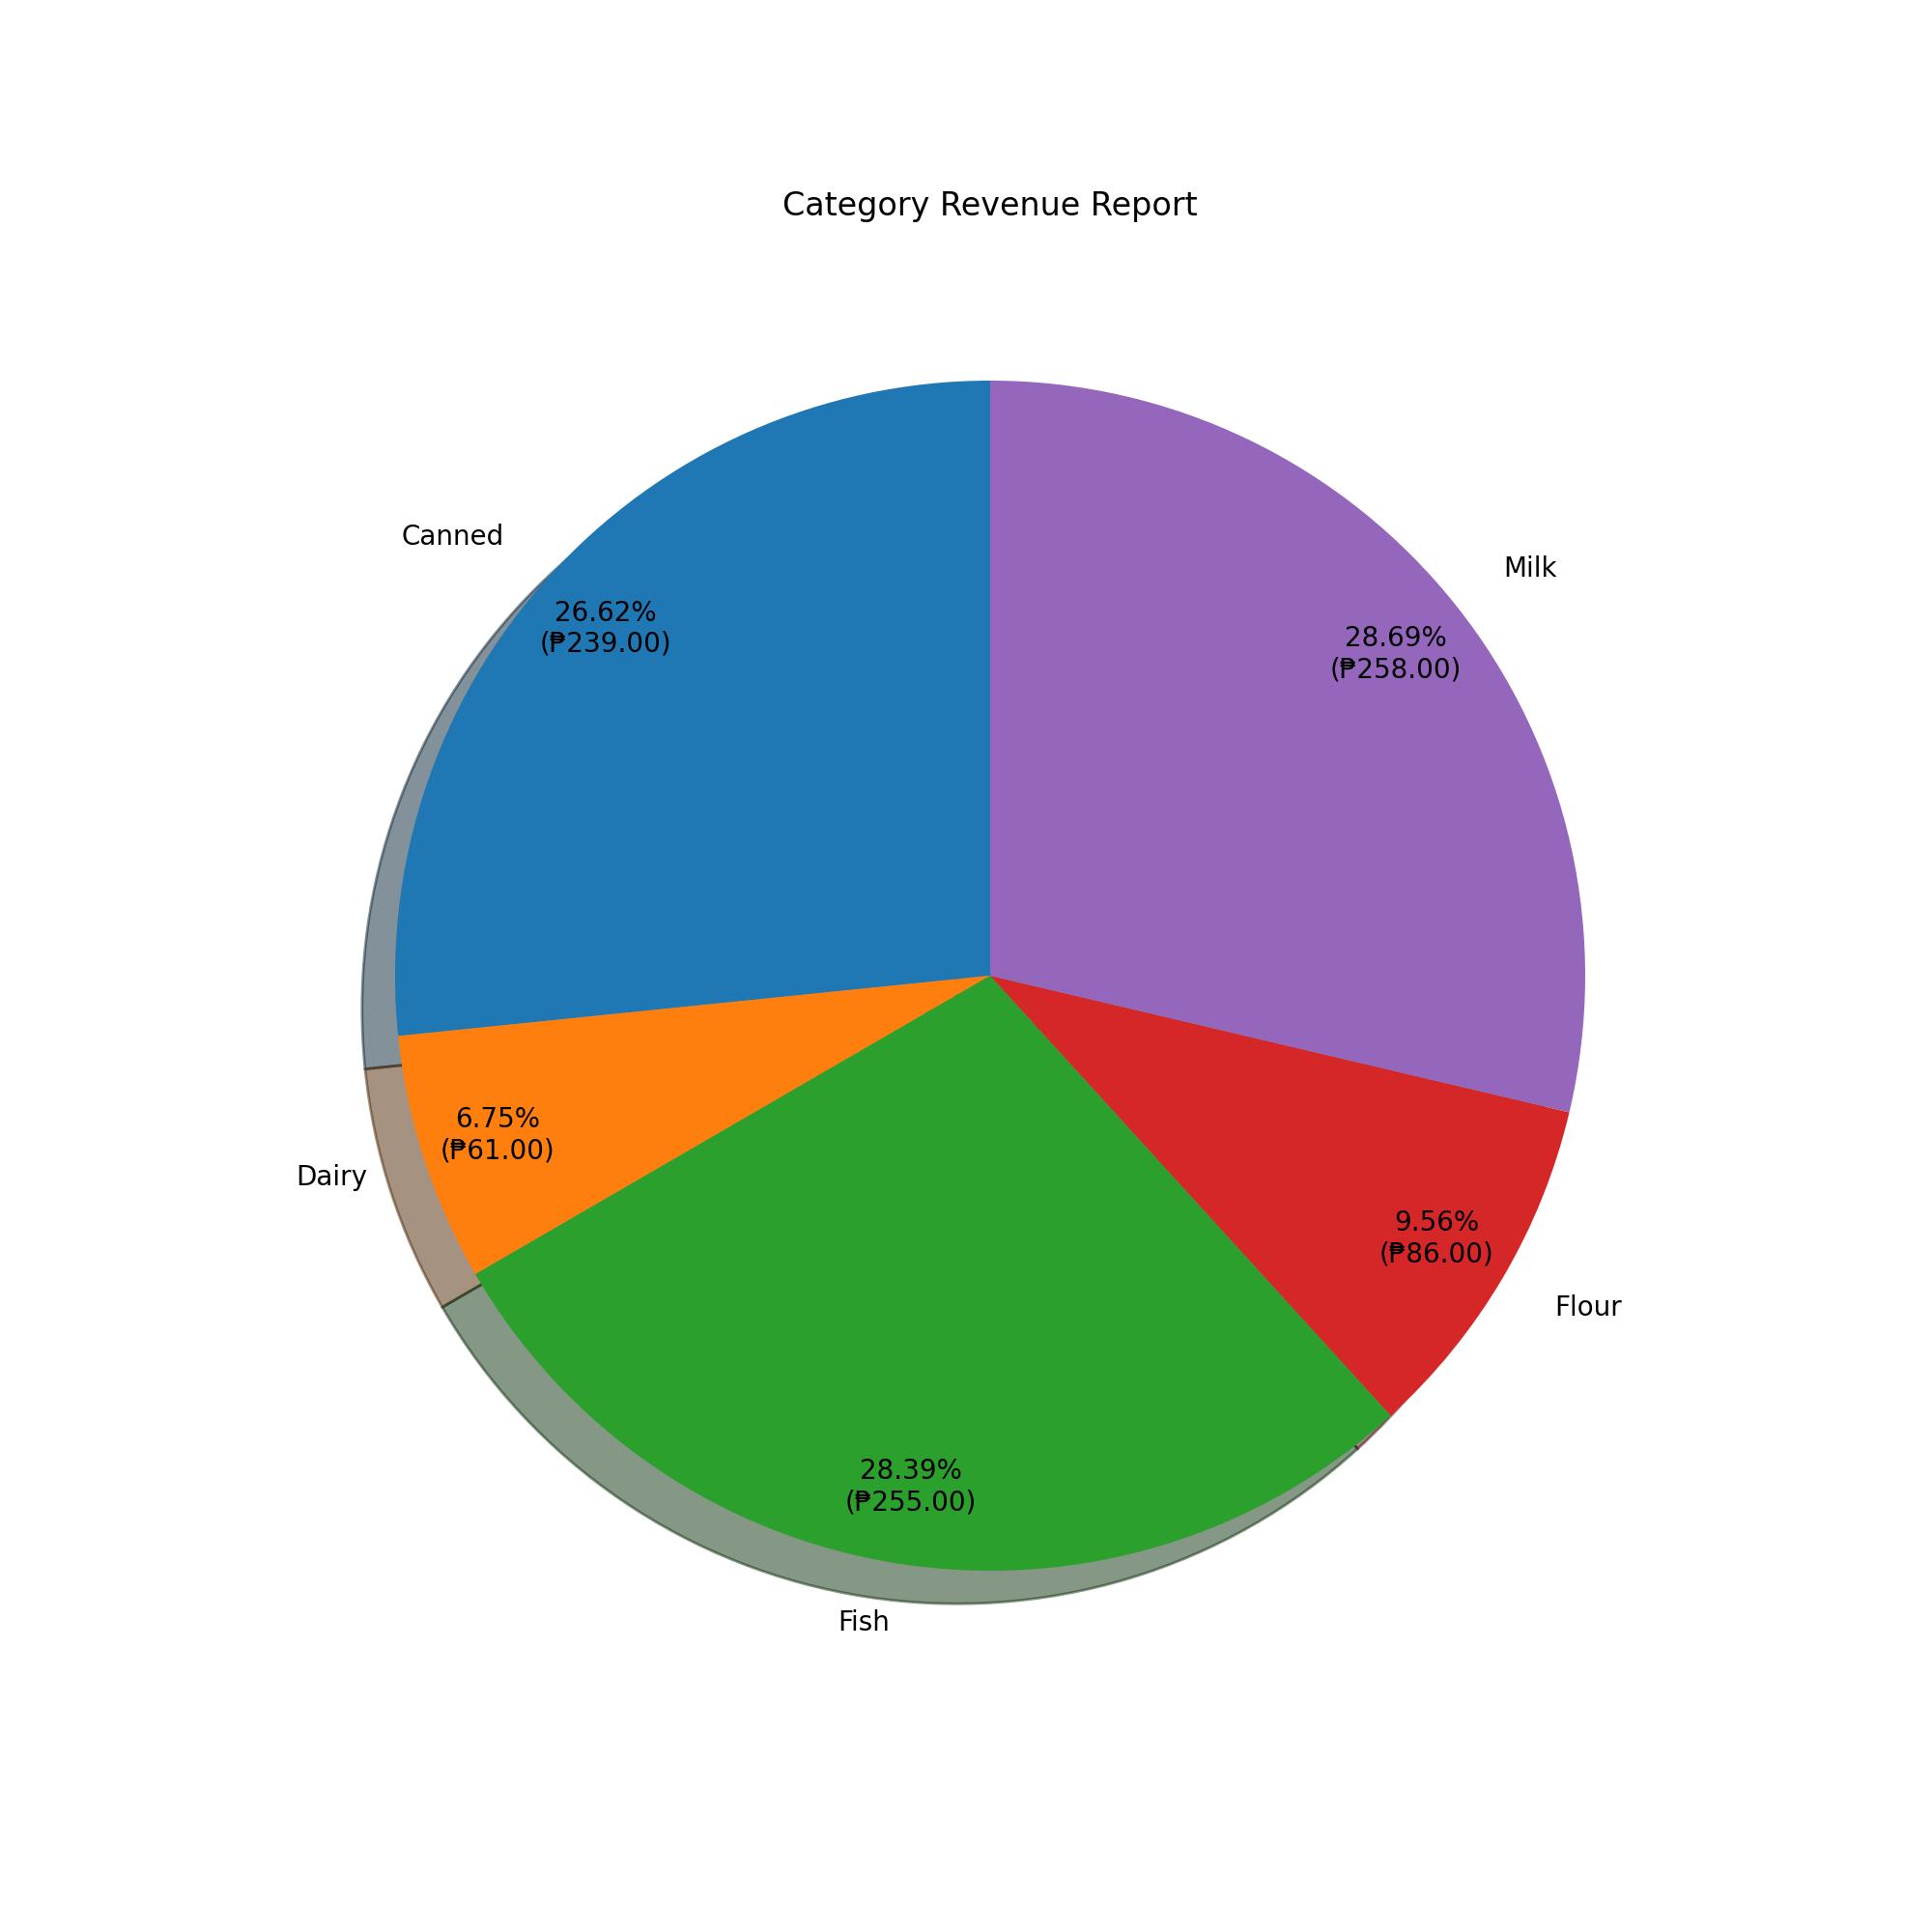 Category Revenue Report
Canned
26.62%
(₱239.00)
Milk
28.69%
(₱258.00)
6.75%
(₱61.00)
Dairy
9.56%
(₱86.00)
Flour
28.39%
(₱255.00)
Fish